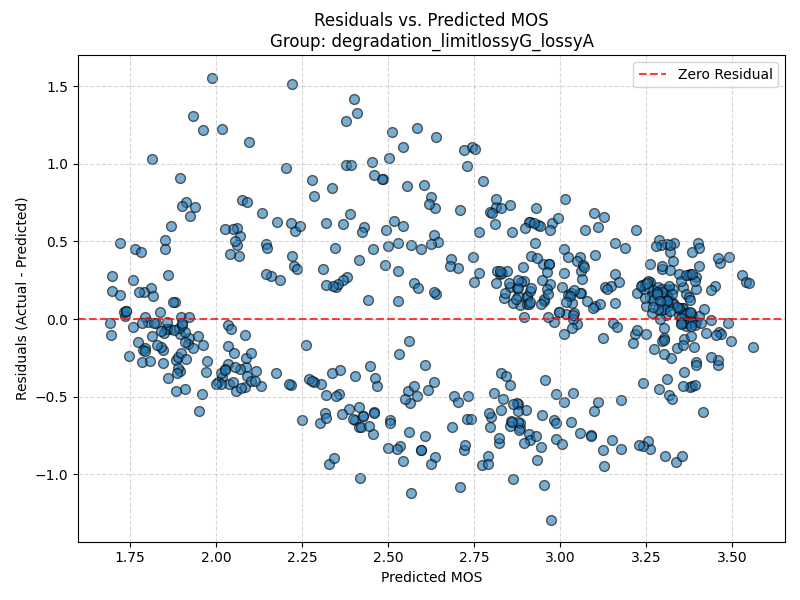 Residuals vs. Predicted MOS
Group: degradation_limitlossyG_lossyA
Zero Residual
Residuals (Actual - Predicted)
1.5
1.0
0.5
0.0
−0.5
−1.0
1.75
2.00
2.25
2.50
2.75
3.00
3.25
3.50
Predicted MOS